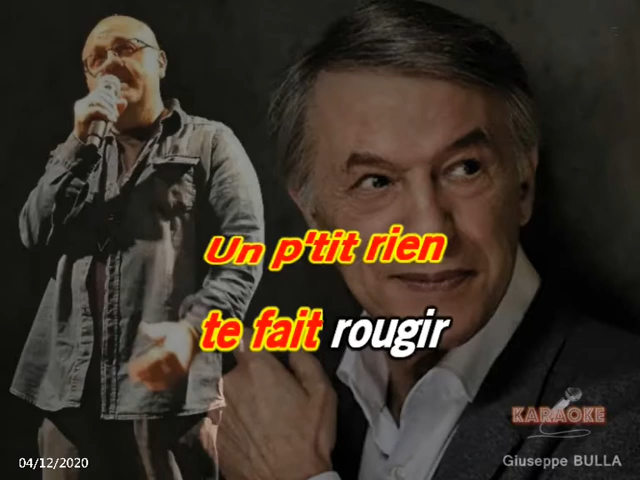 Un p'tit rien
te fait rougir
KARAOKE
04/12/2020
Giuseppe BULLA